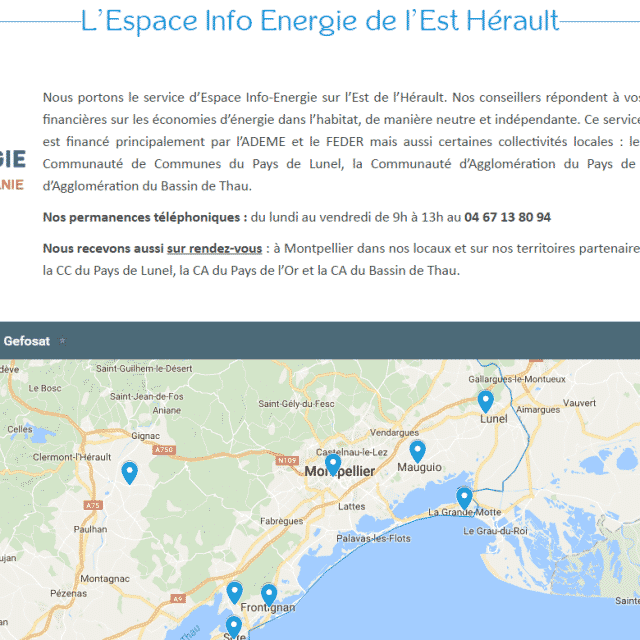 L'Espace Info Energie de l'Est Hérault
Nous portons le service d'Espace Info-Energie sur l'Est de l'Hérault. Nos conseillers répondent à vos
financières sur les économies d'énergie dans l'habitat, de manière neutre et indépendante. Ce service
est financé principalement par l'ADEME et le FEDER mais aussi certaines collectivités locales : le
Communauté de Communes du Pays de Lunel, la Communauté d'Agglomération du Pays de
d'Agglomération du Bassin de Thau.
GIE
NIE
Nos permanences téléphoniques : du lundi au vendredi de 9h à 13h au 04 67 13 80 94
Nous recevons aussi sur rendez-vous : à Montpellier dans nos locaux et sur nos territoires partenaire
la CC du Pays de Lunel, la CA du Pays de l'Or et la CA du Bassin de Thau.
Gefosat
Saint-Guilhem-le-Désert
Gallargues-le-Montueux
Le Bosc
Saint-Jean-de-Fos
Aniane
Saint-Gély-du-Fesc
Vauvert
Aimargues
Lunel
Celles
Gignac
Vendargues
A750
Castelnau-le-Lez
Clermont-l'Hérault
N109
Montpellier
Mauguio
A75
Lattes
La Grande-Motte
Fabrègues
Paulhan
Palavas-les-Flots
Le Grau-du-Roi
Montagnac
Pézenas
A9
Frontignan
Sainte
Thau
Sète